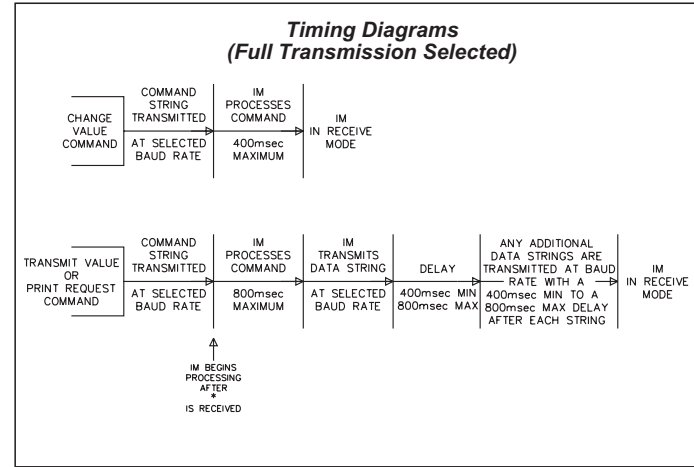 Timing Diagrams
(Full Transmission Selected)
CHANGE
VALUE
COMMAND
COMMAND
STRING
TRANSMITTED
AT SELECTED
BAUD RATE
IM
PROCESSES
COMMAND
400msec
MAXIMUM
IM
IN RECEIVE
MODE
TRANSMIT VALUE
OR
PRINT REQUEST
COMMAND
COMMAND
STRING
TRANSMITTED
AT SELECTED
BAUD RATE
IM
PROCESSES
COMMAND
800msec
MAXIMUM
IM
TRANSMITS
DATA STRING
AT SELECTED
BAUD RATE
DELAY
400msec MIN
800msec MAX
ANY ADDITIONAL
DATA STRINGS ARE
TRANSMITTED AT BAUD
RATE WITH A
400msec MIN TO A
800msec MAX DELAY
AFTER EACH STRING
IM
IN RECEIVE
MODE
IM BEGINS
PROCESSING
AFTER
*
IS RECEIVED